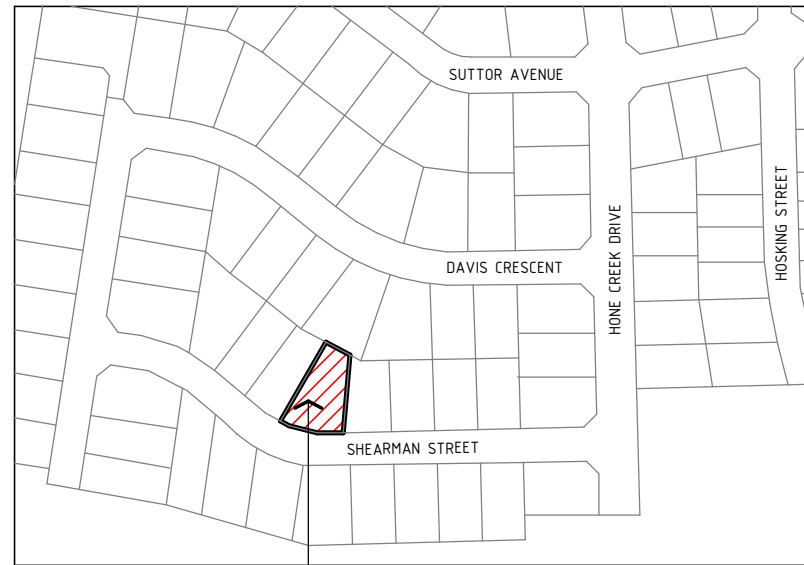 SUTTOR AVENUE
HOSKING STREET
HONE CREEK DRIVE
DAVIS CRESCENT
SHEARMAN STREET